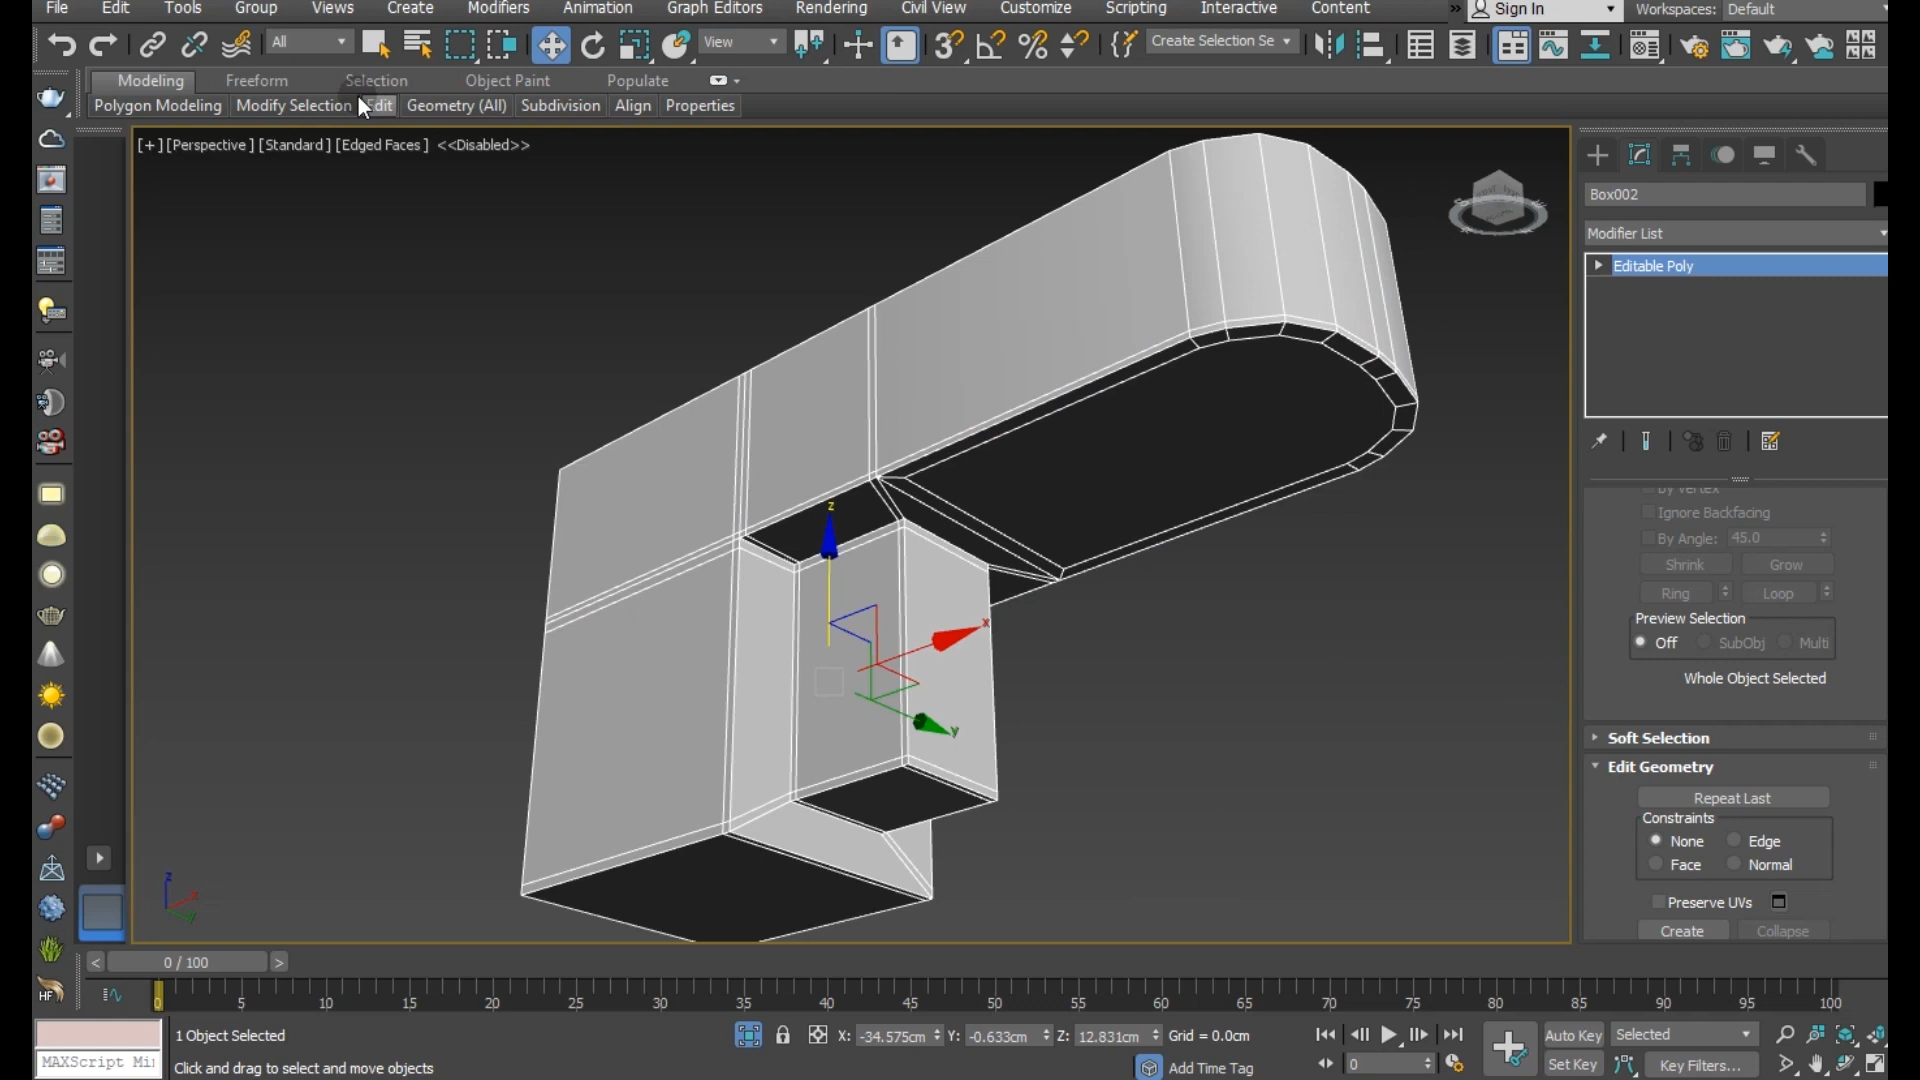 File Edit Tools Group Views Create Modifiers Animation Graph Editors Rendering Civil View Customize Scripting Interactive Content » Sign In Workspaces: Default
All View 3 Create Selection Se
Modeling Freeform Selection Object Paint Populate
Polygon Modeling Modify Selection Edit Geometry (All) Subdivision Align Properties
[+] [Perspective] [Standard] [Edged Faces] <<Disabled>>
Box002
Modifier List
Editable Poly
By Vertex
Ignore Backfacing
By Angle: 45.0
Shrink Grow
Ring Loop
Preview Selection
Off SubObj Multi
Whole Object Selected
Soft Selection
Edit Geometry
Repeat Last
Constraints
None Edge
Face Normal
Preserve UVs
Create Collapse
z
x
y
z
x
y
< 0 / 100 >
0 5 10 15 20 25 30 35 40 45 50 55 60 65 70 75 80 85 90 95 100
HF
1 Object Selected X: -34.575cm Y: -0.633cm Z: 12.831cm Grid = 0.0cm Auto Key Selected
MAXScript Mi Click and drag to select and move objects Add Time Tag 0 Set Key Key Filters...